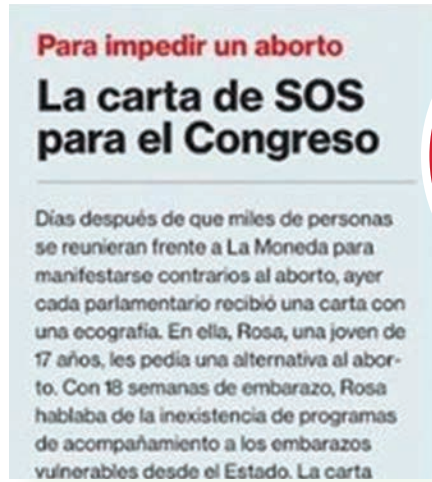 Para impedir un aborto
La carta de SOS
para el Congreso
Días después de que miles de personas
se reunieran frente a La Moneda para
manifestarse contrarios al aborto, ayer
cada parlamentario recibió una carta con
una ecografía. En ella, Rosa, una joven de
17 años, les pedía una alternativa al abor-
to. Con 18 semanas de embarazo, Rosa
hablaba de la inexistencia de programas
de acompañamiento a los embarazos
vulnerables desde el Estado. La carta